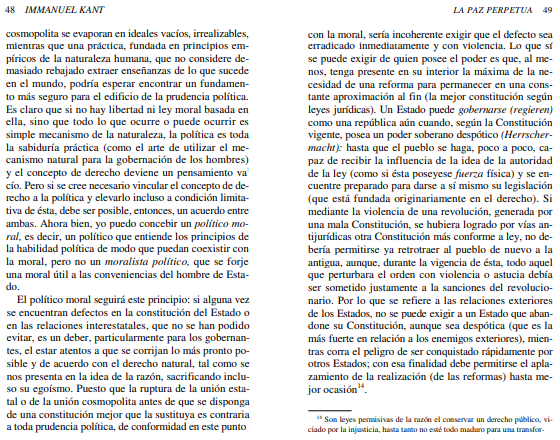 48 IMMANUEL KANT
cosmopolita se evaporan en ideales vacíos, irrealizables,
mientras que una práctica, fundada en principios em-
píricos de la naturaleza humana, que no considere de-
masiado rebajado extraer enseñanzas de lo que sucede
en el mundo, podría esperar encontrar un fundamen-
to más seguro para el edificio de la prudencia política.
Es claro que si no hay libertad ni ley moral basada en
ella, sino que todo lo que ocurre o puede ocurrir es
simple mecanismo de la naturaleza, la política es toda
la sabiduría práctica (como el arte de utilizar el me-
canismo natural para la gobernación de los hombres)
y el concepto de derecho deviene un pensamiento va
cío. Pero si se cree necesario vincular el concepto de de-
recho a la política y elevarlo incluso a condición limita-
tiva de ésta, debe ser posible, entonces, un acuerdo entre
ambas. Ahora bien, yo puedo concebir un político mo-
ral, es decir, un político que entiende los principios de
la habilidad política de modo que puedan coexistir con
la moral, pero no un moralista político, que se forje
una moral útil a las conveniencias del hombre de Esta-
do.
El político moral seguirá este principio: si alguna vez
se encuentran defectos en la constitución del Estado o
en las relaciones interestatales, que no se han podido
evitar, es un deber, particularmente para los gobernan-
tes, el estar atentos a que se corrijan lo más pronto po-
sible y de acuerdo con el derecho natural, tal como se
nos presenta en la idea de la razón, sacrificando inclu-
so su egoísmo. Puesto que la ruptura de la unión esta-
tal o de la unión cosmopolita antes de que se disponga
de una constitución mejor que la sustituya es contraria
a toda prudencia política, de conformidad en este punto
LA PAZ PERPETUA 49
con la moral, sería incoherente exigir que el defecto sea
erradicado inmediatamente y con violencia. Lo que sí
se puede exigir de quien posee el poder es que, al me-
nos, tenga presente en su interior la máxima de la ne-
cesidad de una reforma para permanecer en una cons-
tante aproximación al fin (la mejor constitución según
leyes jurídicas). Un Estado puede gobernarse (regieren)
como una república aún cuando, según la Constitución
vigente, posea un poder soberano despótico (Herrscher-
macht): hasta que el pueblo se haga, poco a poco, ca-
paz de recibir la influencia de la idea de la autoridad
de la ley (como si ésta poseyese fuerza física) y se en-
cuentre preparado para darse a sí mismo su legislación
(que está fundada originariamente en el derecho). Si
mediante la violencia de una revolución, generada por
una mala Constitución, se hubiera logrado por vías an-
tijurídicas otra Constitución más conforme a ley, no de-
bería permitirse ya retrotraer al pueblo de nuevo a la
antigua, aunque, durante la vigencia de ésta, todo aquel
que perturbara el orden con violencia o astucia debía
ser sometido justamente a la sanciones del revolucio-
nario. Por lo que se refiere a las relaciones exteriores
de los Estados, no se puede exigir a un Estado que aban-
done su Constitución, aunque sea despótica (que es la
más fuerte en relación a los enemigos exteriores), mien-
tras corra el peligro de ser conquistado rápidamente por
otros Estados; con esa finalidad debe permitirse el apla-
zamiento de la realización (de las reformas) hasta me-
jor ocasión¹⁴.
¹⁴ Son leyes permisivas de la razón el conservar un derecho público, vi-
ciado por la injusticia, hasta tanto no esté todo maduro para una transfor-